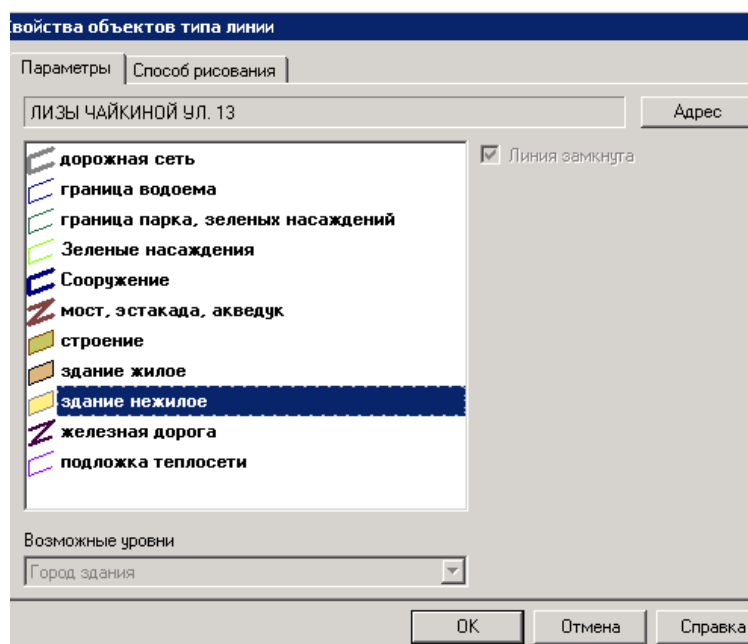 войства объектов типа линии
Параметры Способ рисования
ЛИЗЫ ЧАЙКИНОЙ УЛ. 13 Адрес
дорожная сеть Линия замкнута
граница водоема
граница парка, зеленых насаждений
Зеленые насаждения
Сооружение
мост, эстакада, акведук
строение
здание жилое
здание нежилое
железная дорога
подложка теплосети
Возможные уровни
Город здания
OK Отмена Справка